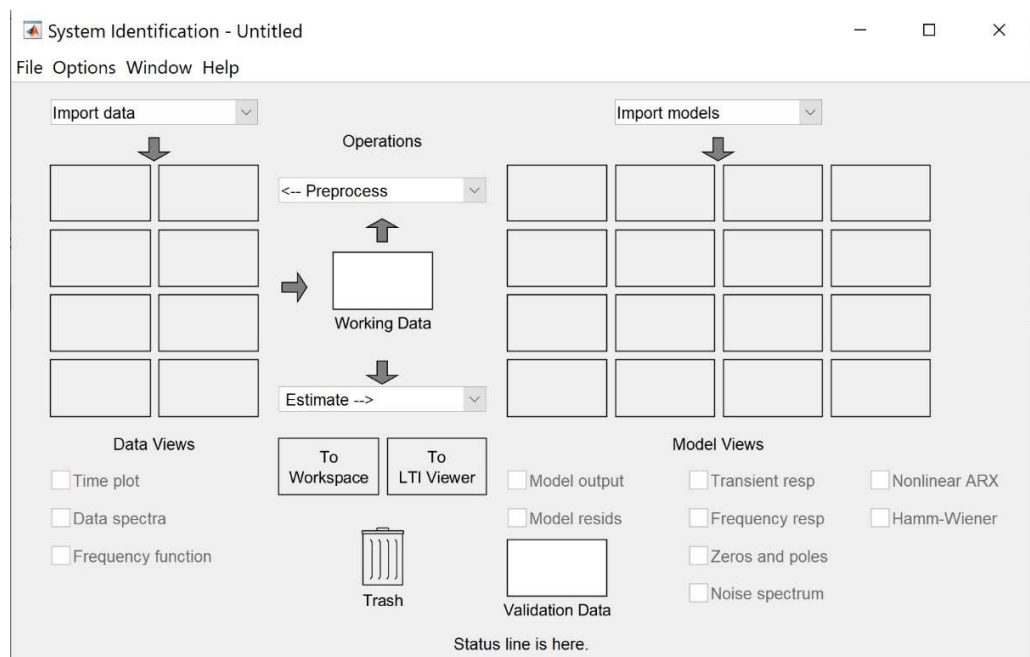 System Identification - Untitled
File Options Window Help
Import data
Operations
Import models
<-- Preprocess
Working Data
Estimate -->
Data Views
To
Workspace
To
LTI Viewer
Model Views
Time plot
Data spectra
Frequency function
Trash
Model output
Model resids
Validation Data
Transient resp
Frequency resp
Zeros and poles
Noise spectrum
Nonlinear ARX
Hamm-Wiener
Status line is here.